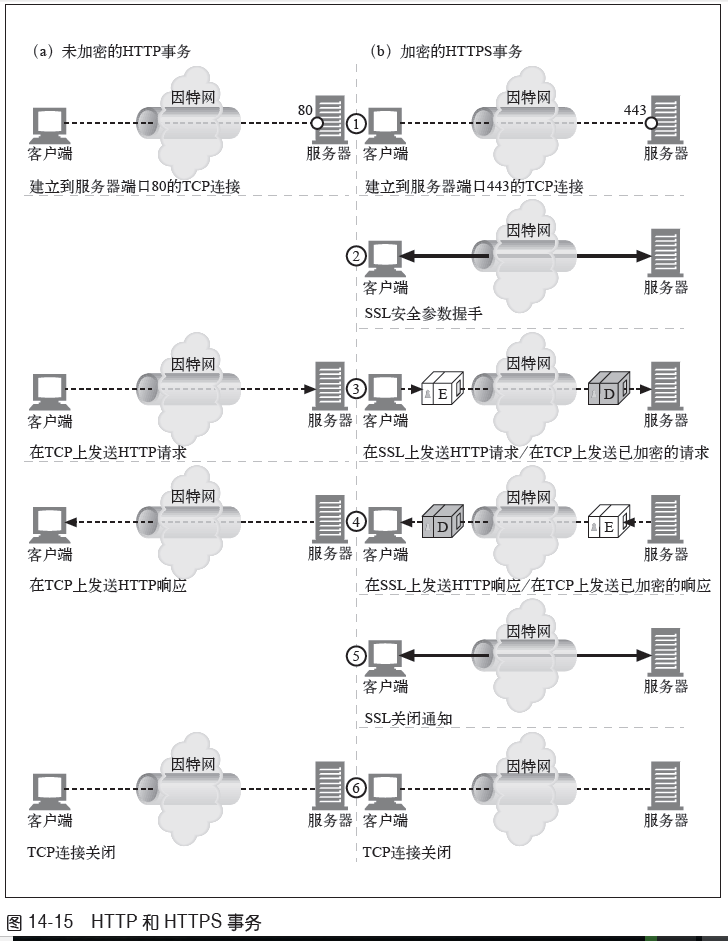 （a）未加密的HTTP事务
（b）加密的HTTPS事务
因特网
80
客户端
服务器
建立到服务器端口80的TCP连接
1
因特网
443
客户端
服务器
建立到服务器端口443的TCP连接
2
因特网
客户端
服务器
SSL安全参数握手
因特网
客户端
服务器
在TCP上发送HTTP请求
3
因特网
E
D
客户端
服务器
在SSL上发送HTTP请求/在TCP上发送已加密的请求
因特网
客户端
服务器
在TCP上发送HTTP响应
4
因特网
D
E
客户端
服务器
在SSL上发送HTTP响应/在TCP上发送已加密的响应
5
因特网
客户端
服务器
SSL关闭通知
因特网
客户端
服务器
TCP连接关闭
6
因特网
客户端
服务器
TCP连接关闭
图 14-15 HTTP 和 HTTPS 事务